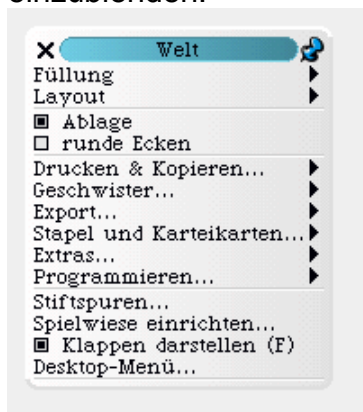 einzublenden.
Welt
Füllung
Layout
Ablage
runde Ecken
Drucken & Kopieren...
Geschwister...
Export...
Stapel und Karteikarten...
Extras...
Programmieren...
Stiftspuren...
Spielwiese einrichten...
Klappen darstellen (F)
Desktop-Menü...